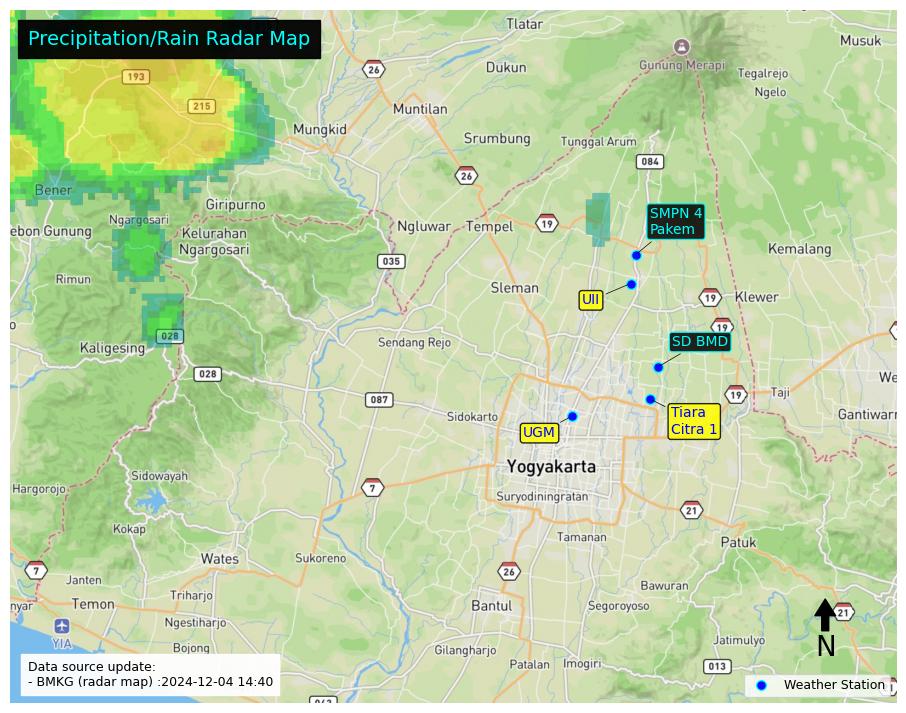 Precipitation/Rain Radar Map
Tlatar
Musuk
26
Gunung Merapi
193
Dukun
Tegalrejo
Ngelo
215
Muntilan
Mungkid
Srumbung
Tunggal Arum
084
26
Bener
Giripurno
Ngargosari
SMPN 4
Pakem
ebon Gunung
Kelurahan
Ngargosari
Ngluwar
Tempel
19
Kemalang
035
Rimun
Sleman
UII
19
Klewer
19
028
Kaligesing
Sendang Rejo
SD BMD
028
087
19
Taji
We
Sidokarto
Tiara
Citra 1
Gantiwarn
UGM
Yogyakarta
Sidowayah
Hargorojo
7
Suryodiningratan
21
Kokap
Tamanan
Patuk
Wates
Sukoreno
7
Janten
26
Bawuran
nyar
Temon
Triharjo
Bantul
Segoroyoso
21
YIA
Ngestiharjo
N
Bojong
Gilangharjo
Jatimulyo
Patalan
Imogiri
013
Data source update:
- BMKG (radar map) :2024-12-04 14:40
Weather Station